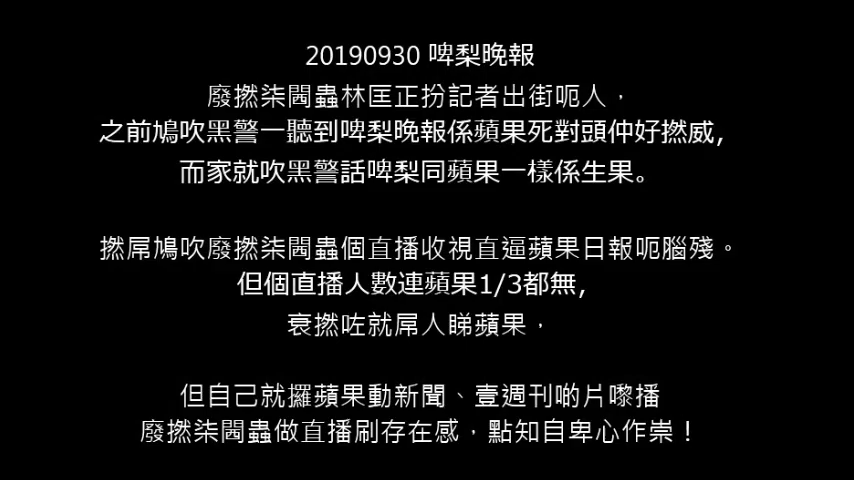 20190930 啤梨晚報
廢撚柒閪蟲林匡正扮記者出街呃人，
之前鳩吹黑警一聽到啤梨晚報係蘋果死對頭仲好撚威,
而家就吹黑警話啤梨同蘋果一樣係生果。
撚屌鳩吹廢撚柒閪蟲個直播收視直逼蘋果日報呃腦殘。
但個直播人數連蘋果1/3都無,
衰撚咗就屌人睇蘋果，
但自己就攞蘋果動新聞、壹週刊啲片嚟播
廢撚柒閪蟲做直播刷存在感，點知自卑心作祟！